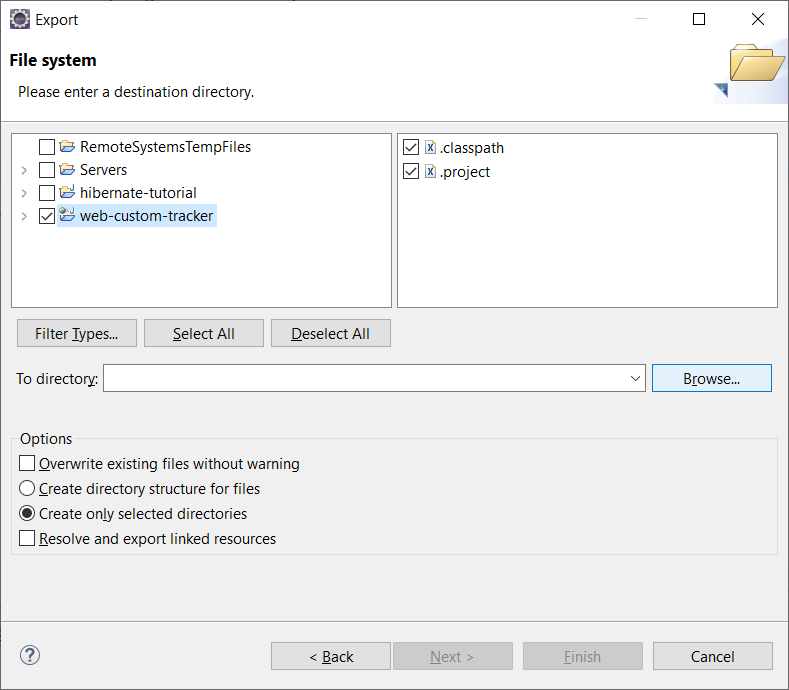 Export
File system
Please enter a destination directory.
RemoteSystemsTempFiles
Servers
hibernate-tutorial
web-custom-tracker
.classpath
.project
Filter Types... Select All Deselect All
To directory: Browse...
Options
Overwrite existing files without warning
Create directory structure for files
Create only selected directories
Resolve and export linked resources
? < Back Next > Finish Cancel